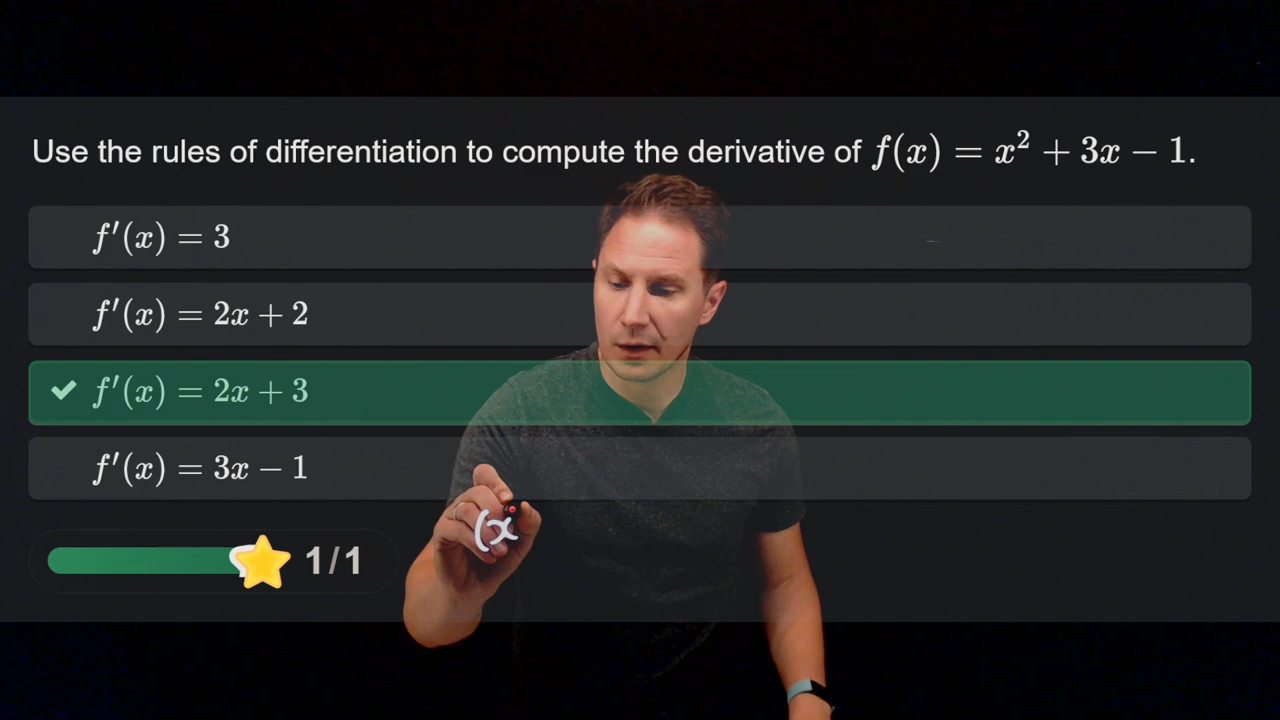 Use the rules of differentiation to compute the derivative of f(x) = x² + 3x − 1.
f′(x) = 3
f′(x) = 2x + 2
✓ f′(x) = 2x + 3
f′(x) = 3x − 1
(x
1/1